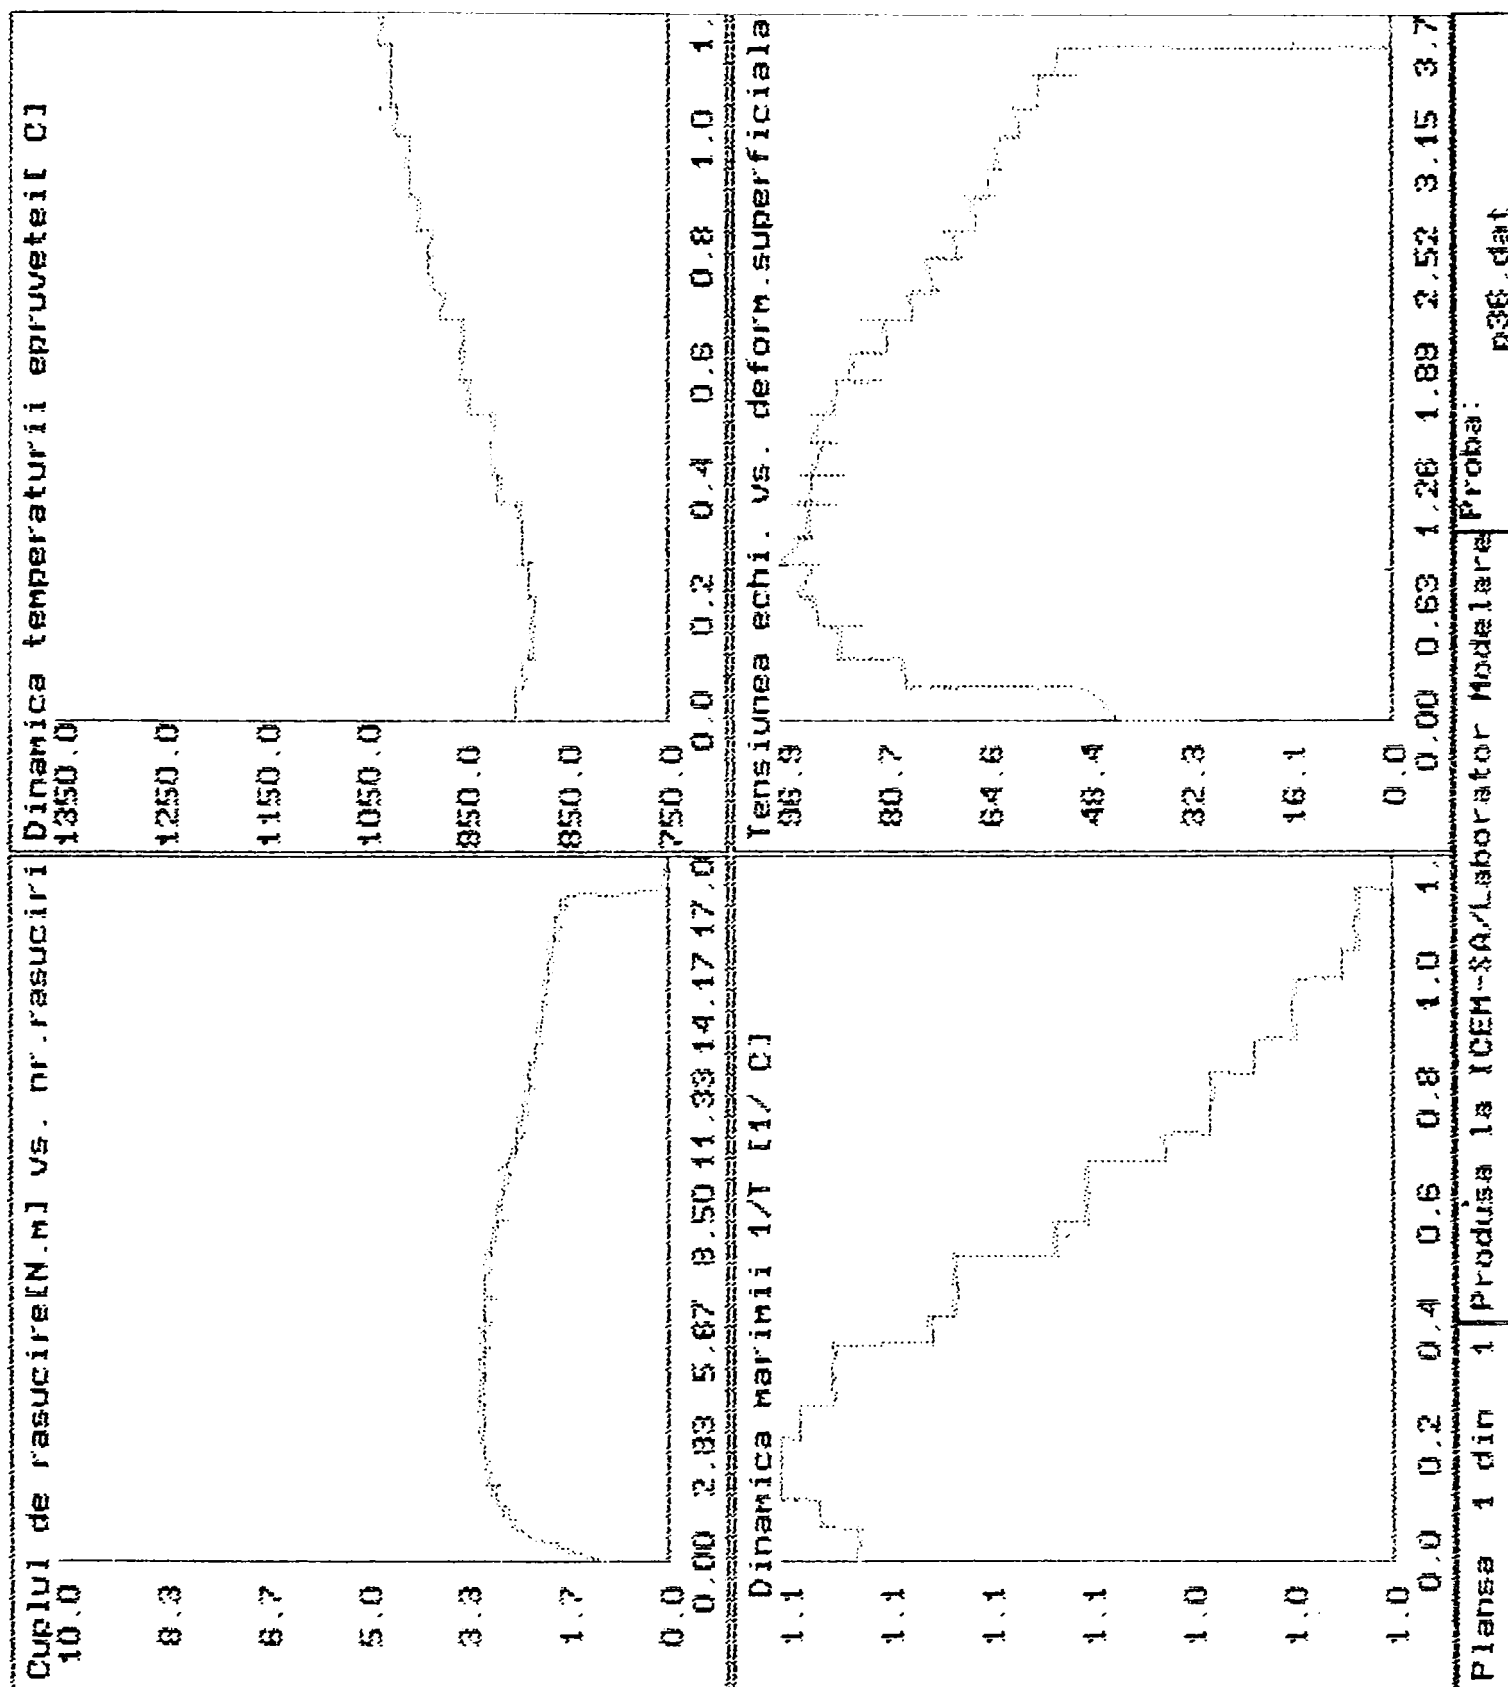 Cuplul de rasucire[N.m] vs. nr.rasuciri
10.0
8.3
6.7
5.0
3.3
1.7
0.0
0.00 2.83 5.67 8.50 11.33 14.17 17.0
Dinamica temperaturii epruvetei[ C]
1350.0
1250.0
1150.0
1050.0
950.0
850.0
750.0
0.0 0.2 0.4 0.6 0.8 1.0 1.
Dinamica marimii 1/T [1/ C]
1.1
1.1
1.1
1.1
1.0
1.0
1.0
0.0 0.2 0.4 0.6 0.8 1.0 1.
Tensiunea echi. vs. deform.superficiala
96.9
80.7
64.6
48.4
32.3
16.1
0.0
0.00 0.63 1.26 1.89 2.52 3.15 3.7
Plansa 1 din 1
Produsa la ICEM-SA/Laborator Modelare
Proba:
p36.dat